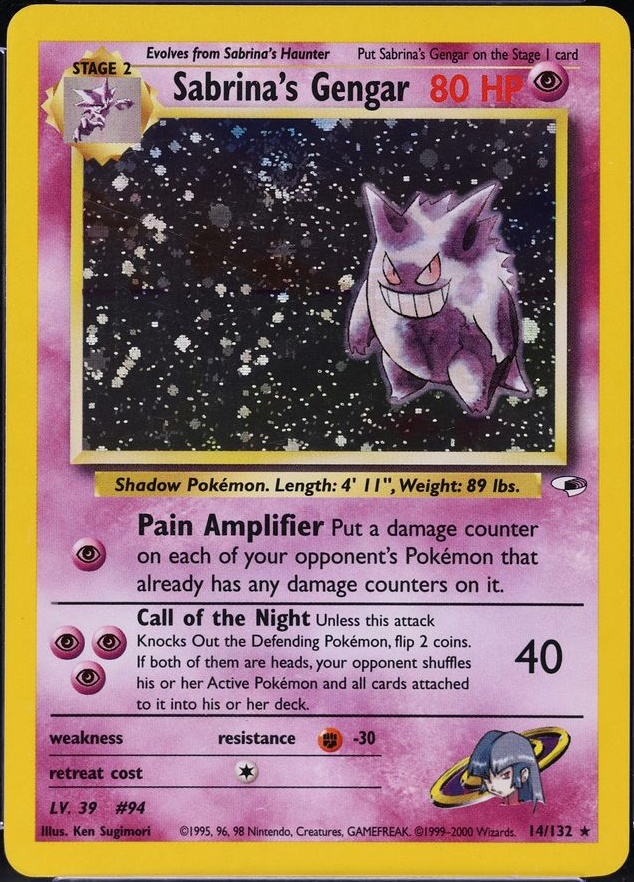 Evolves from Sabrina's Haunter Put Sabrina's Gengar on the Stage 1 card
STAGE 2
Sabrina's Gengar 80 HP
Shadow Pokémon. Length: 4' 11", Weight: 89 lbs.
Pain Amplifier Put a damage counter
on each of your opponent's Pokémon that
already has any damage counters on it.
Call of the Night Unless this attack
Knocks Out the Defending Pokémon, flip 2 coins.
If both of them are heads, your opponent shuffles
his or her Active Pokémon and all cards attached
to it into his or her deck.
40
weakness resistance -30
retreat cost
LV. 39 #94
Illus. Ken Sugimori ©1995, 96, 98 Nintendo, Creatures, GAMEFREAK. ©1999-2000 Wizards. 14/132 ★